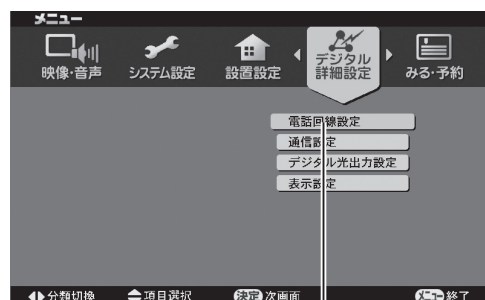 メニュー
映像・音声 システム設定 設置設定 デジタル詳細設定 みる・予約
電話回線設定
通信設定
デジタル光出力設定
表示設定
分類切換 項目選択 決定 次画面 メニュー 終了